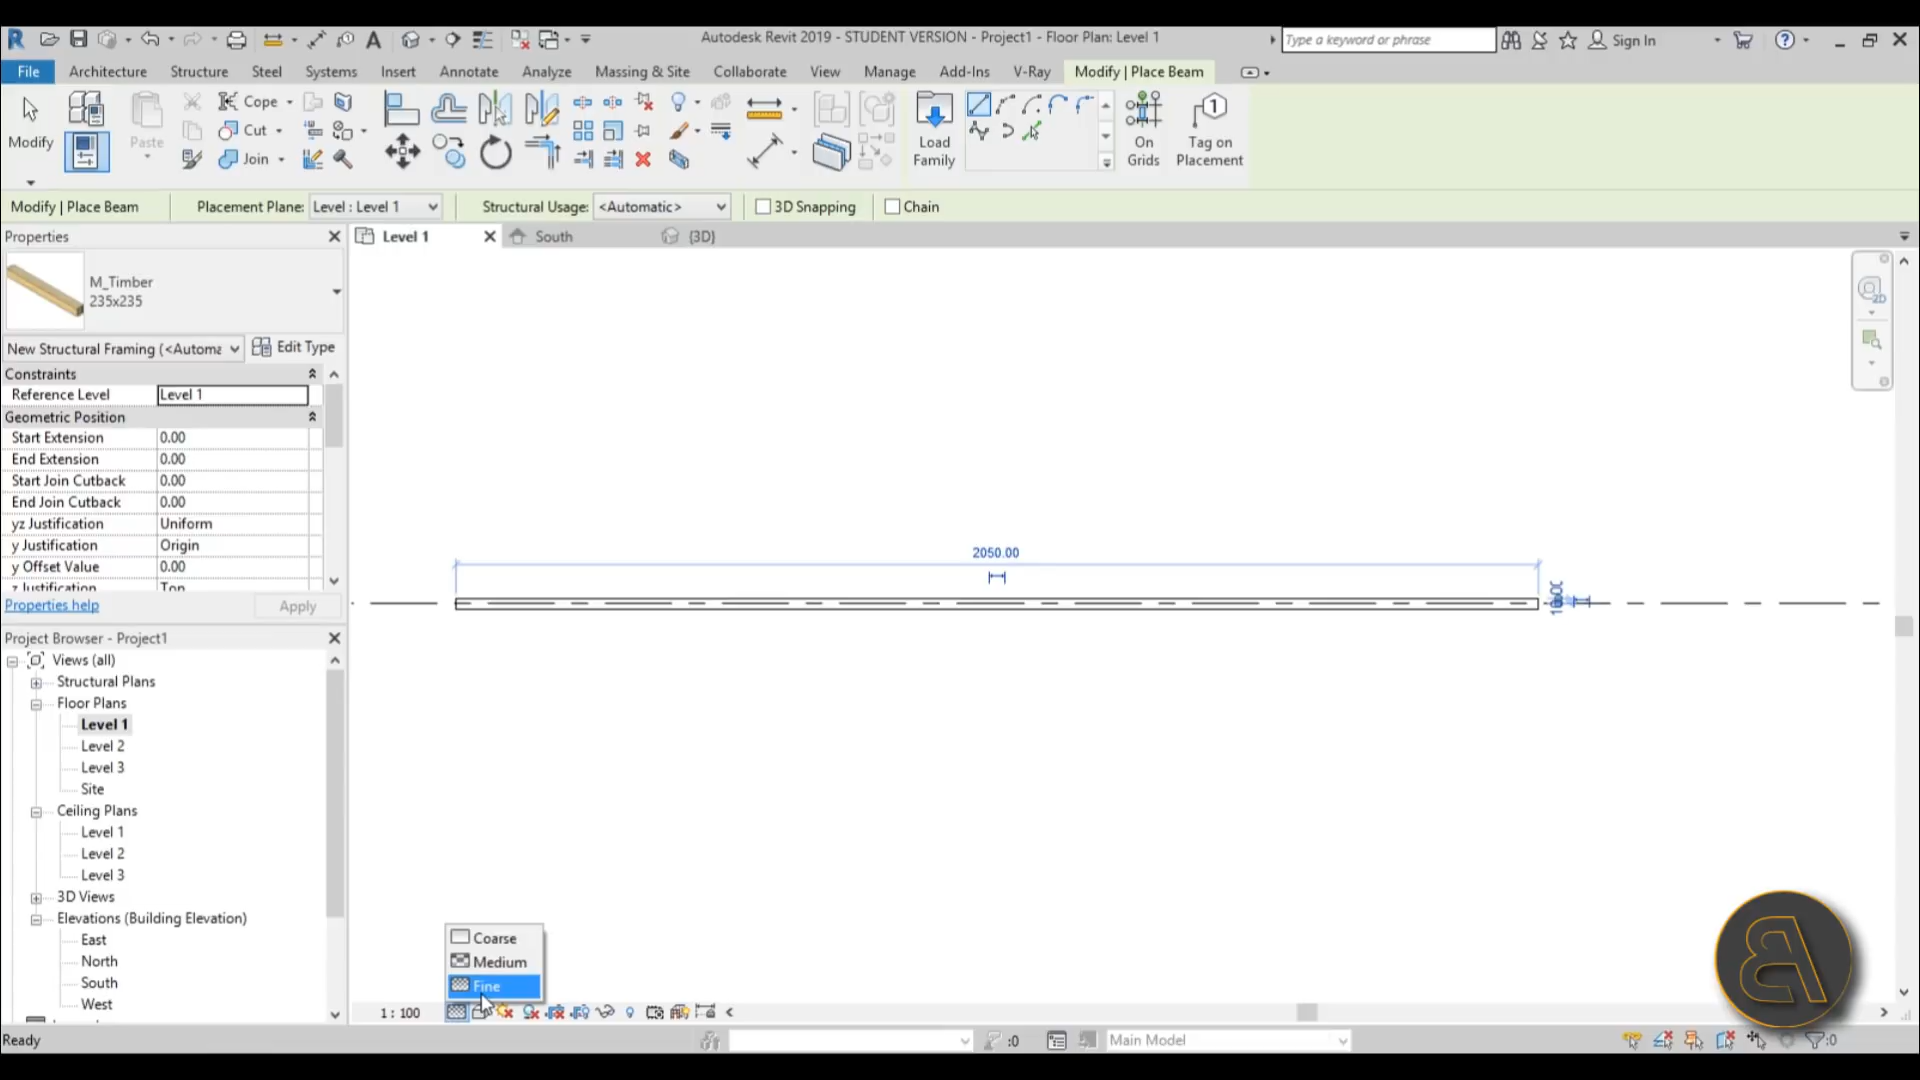 Autodesk Revit 2019 - STUDENT VERSION - Project1 - Floor Plan: Level 1
Type a keyword or phrase
Sign In
File Architecture Structure Steel Systems Insert Annotate Analyze Massing & Site Collaborate View Manage Add-Ins V-Ray Modify | Place Beam
Modify
Paste
Cope
Cut
Join
Load
Family
On
Grids
1
Tag on
Placement
Modify | Place Beam
Placement Plane: Level : Level 1
Structural Usage: <Automatic>
3D Snapping
Chain
Properties
Level 1
South
{3D}
M_Timber
235x235
New Structural Framing (<Automa
Edit Type
Constraints
Reference Level Level 1
Geometric Position
Start Extension 0.00
End Extension 0.00
Start Join Cutback 0.00
End Join Cutback 0.00
yz Justification Uniform
y Justification Origin
y Offset Value 0.00
z Justification Top
Properties help
Apply
2050.00
2D
Project Browser - Project1
Views (all)
Structural Plans
Floor Plans
Level 1
Level 2
Level 3
Site
Ceiling Plans
Level 1
Level 2
Level 3
3D Views
Elevations (Building Elevation)
East
North
South
West
Coarse
Medium
Fine
1 : 100
Ready
:0
Main Model
:0